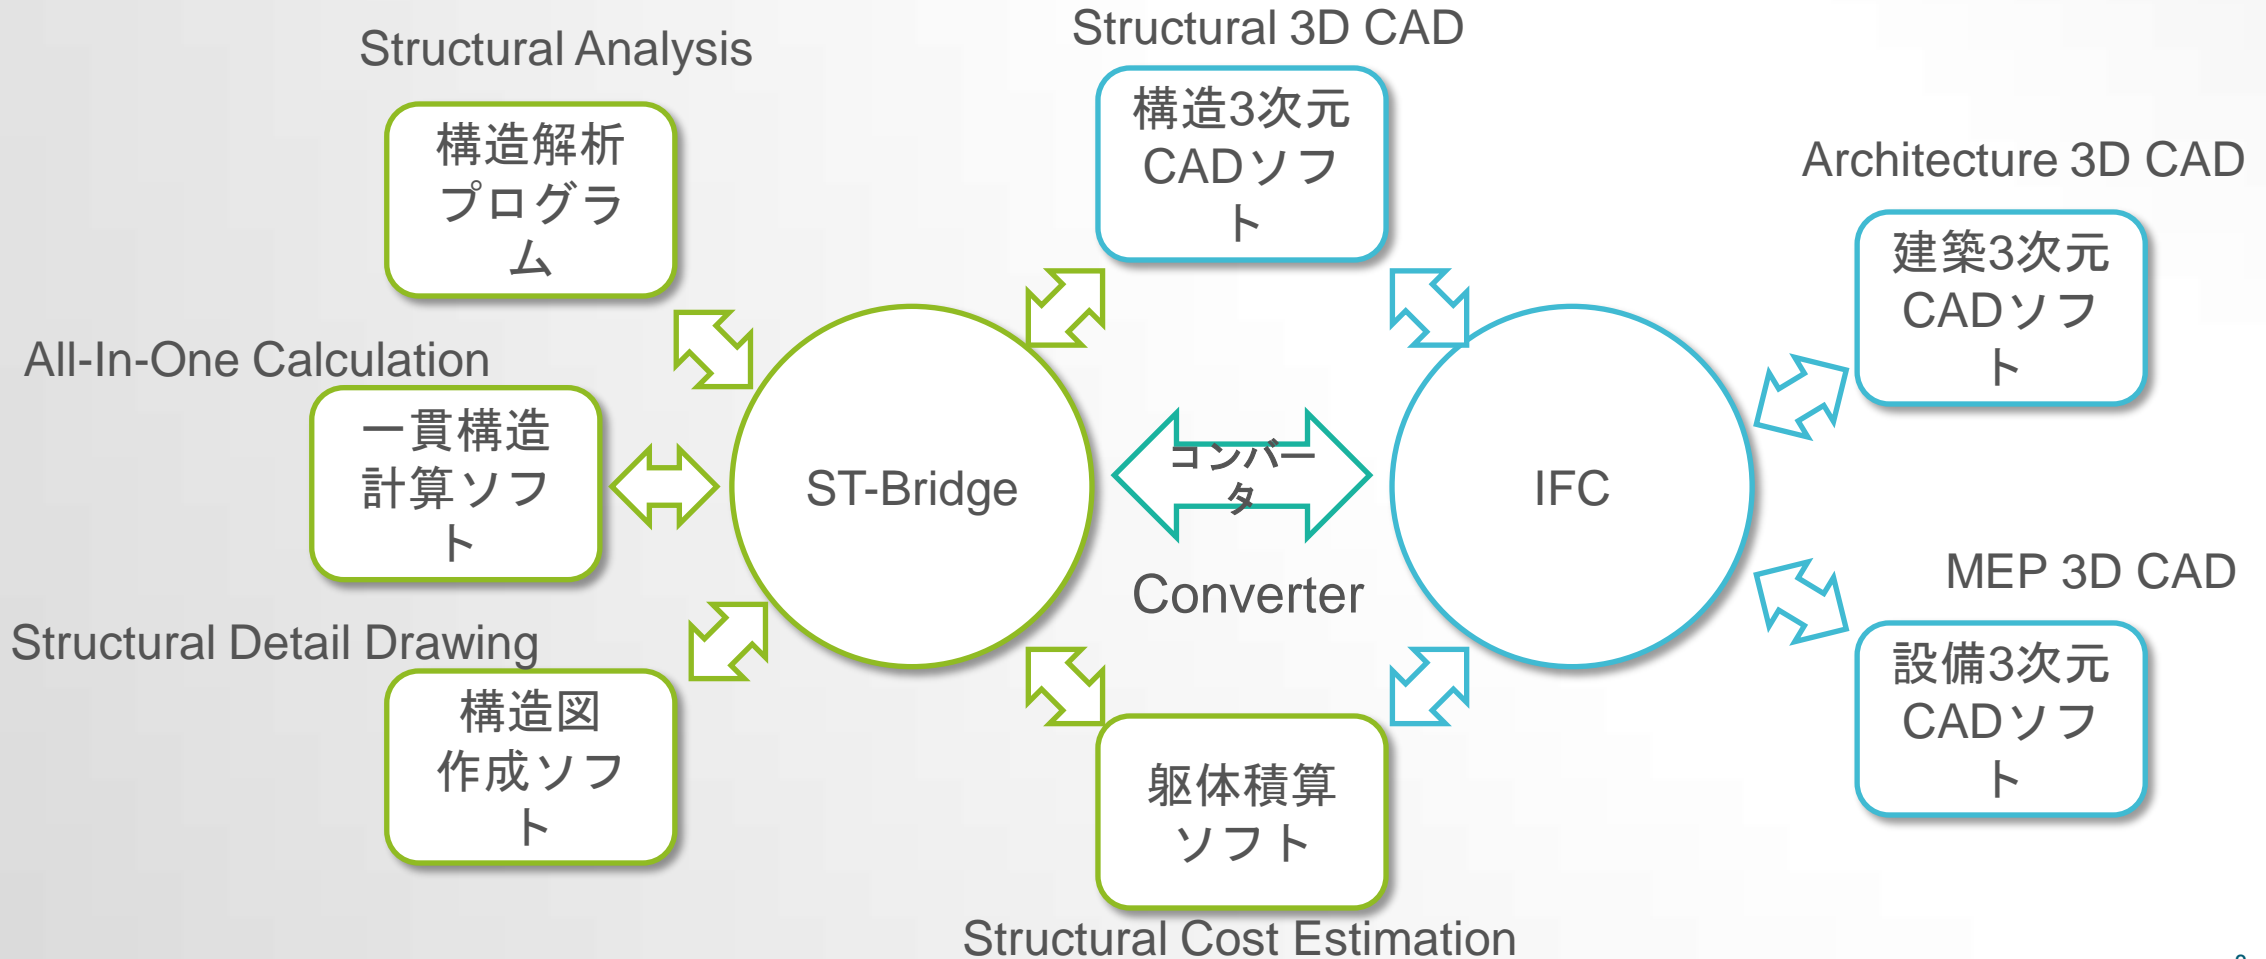 Structural Analysis
構造解析
プログラ
ム
Structural 3D CAD
構造3次元
CADソフ
ト
Architecture 3D CAD
建築3次元
CADソフ
ト
All-In-One Calculation
一貫構造
計算ソフ
ト
ST-Bridge
コンバー
タ
Converter
IFC
MEP 3D CAD
設備3次元
CADソフ
ト
Structural Detail Drawing
構造図
作成ソフ
ト
躯体積算
ソフト
Structural Cost Estimation